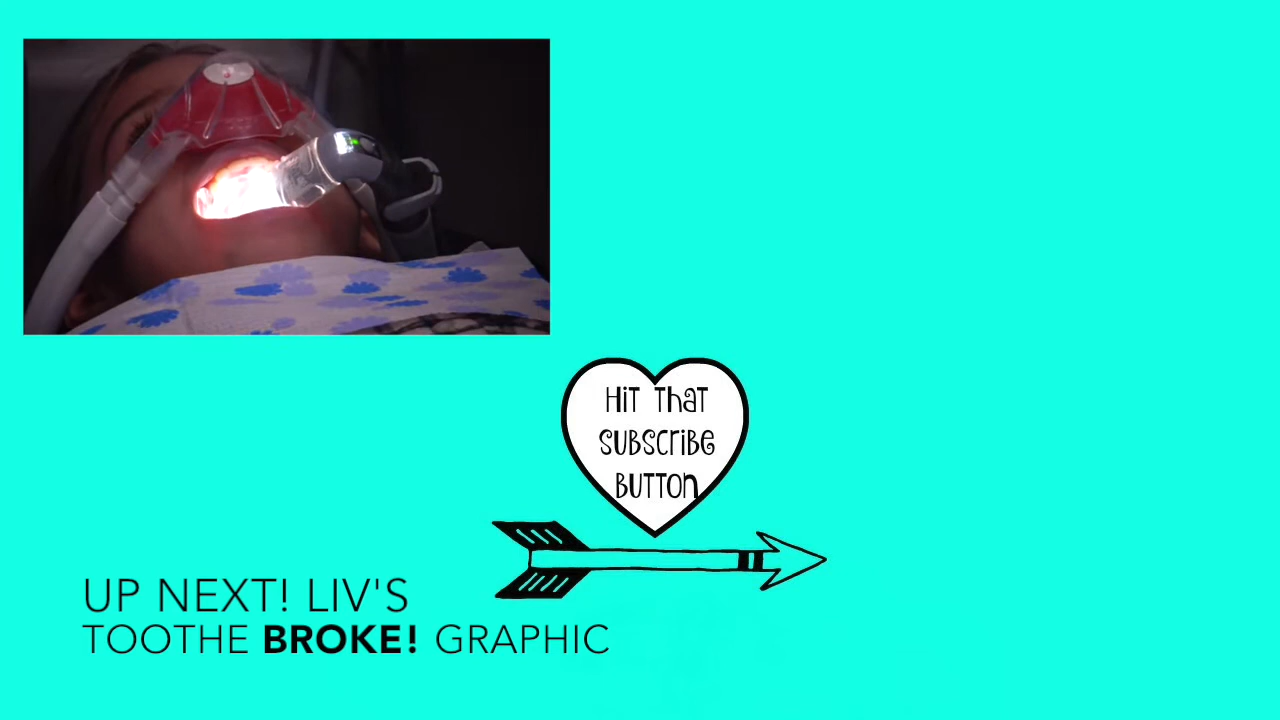 Hit That
Subscribe
Button
UP NEXT! LIV'S
TOOTHE BROKE! GRAPHIC